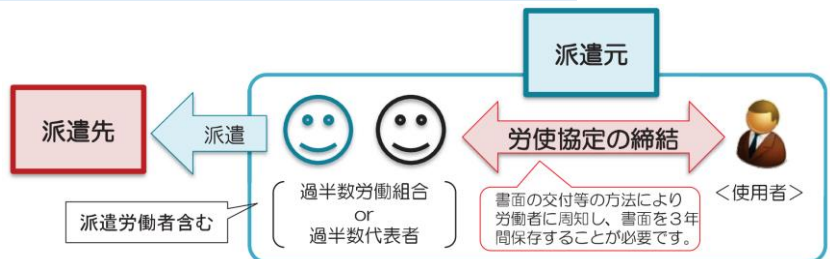 派遣元
派遣先
派遣
労使協定の締結
＜使用者＞
過半数労働組合
or
過半数代表者
派遣労働者含む
書面の交付等の方法により
労働者に周知し、書面を３年
間保存することが必要です。